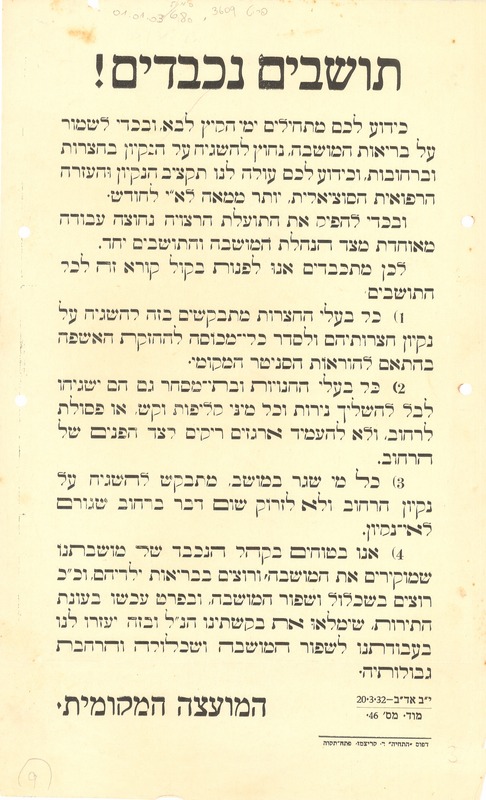 פריט 3609, 6.80/01.01.03
תושבים נכבדים!
כידוע לכם מתחילים ימי הקיץ לבא, ובכדי לשמור
על בריאות המושבה, נחוץ להשגיח על הנקיון בחצרות
וברחובות, וכידוע לכם עולה לנו תקציב הנקיון והעזרה
הרפואית הסוציאלית, יותר ממאה לא״י לחודש.
ובכדי להפיק את התועלת הרצויה נחוצה עבודה
מאוחדת מצד הנהלת המושבה והתושבים יחד.
לכן מתכבדים אנו לפנות בקול קורא זה לכל
התושבים
1) כל בעלי החצרות מתבקשים בזה להשגיח על
נקיון חצרותיהם ולסדר כלי־מכוסה להחזקת האשפה
בהתאם להוראות הסניטר המקומי.
2) כל בעלי החנויות ובתי־מסחר גם הם ישגיחו
לבל להשליך נירות וכל מיני קליפות וקש, או פסולת
לרחוב, ולא להעמיד ארגזים ריקים לצד הפנים של
הרחוב.
3) כל מי שגר במושב, מתבקש להשגיח על
נקיון הרחוב ולא לזרוק שום דבר ברחוב שגורם
לאי־נקיון.
4) אנו בטוחים בקהל הנכבד של מושבתנו
שמוקירים את המושבה, ורוצים בבריאות ילדיהם, וכ״כ
רוצים בשכלול ושפור המושבה, ובפרט עכשו בעונת
התירות, שימלאו את בקשתינו הנ״ל ובזה יעזרו לנו
בעבודתנו לשפור המושבה ושכלולה והרחבת
גבולותיה.
י״ב אד״ב–20.3.32
מוד. מס׳ 46.
המועצה המקומית.
דפוס «התחיה» ד. קריצמו. פתח־תקוה
9